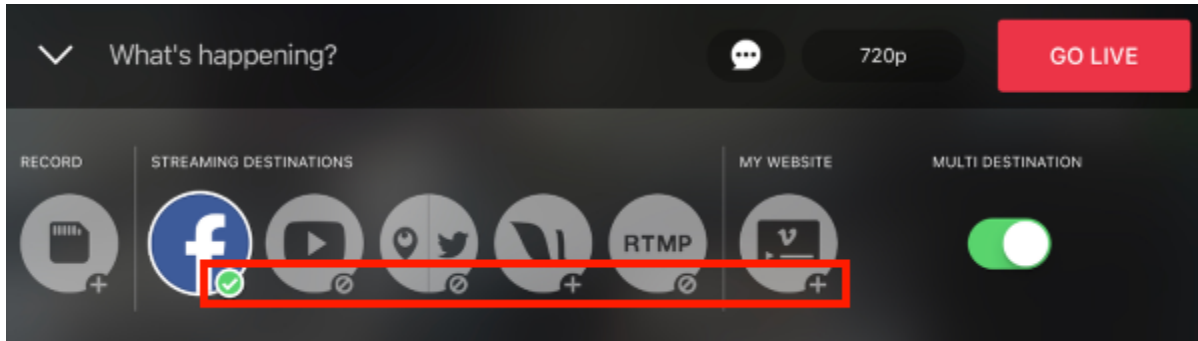 What's happening?
720p
GO LIVE
RECORD
STREAMING DESTINATIONS
MY WEBSITE
MULTI DESTINATION
RTMP